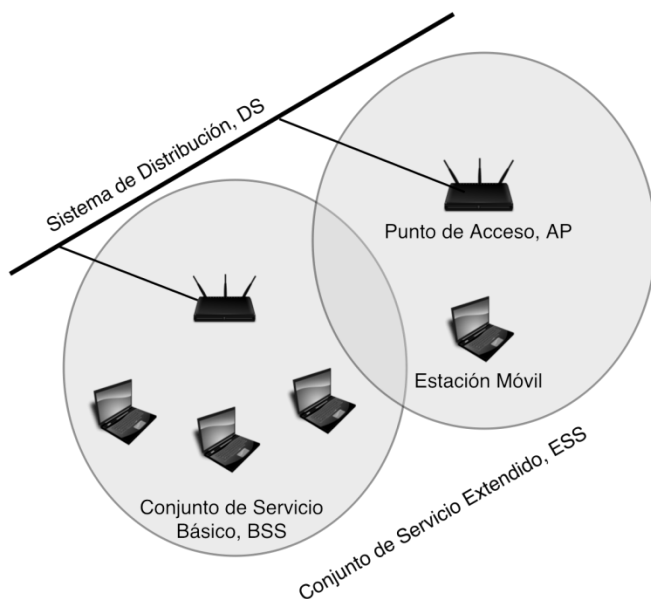 Sistema de Distribución, DS
Punto de Acceso, AP
Estación Móvil
Conjunto de Servicio
Básico, BSS
Conjunto de Servicio Extendido, ESS